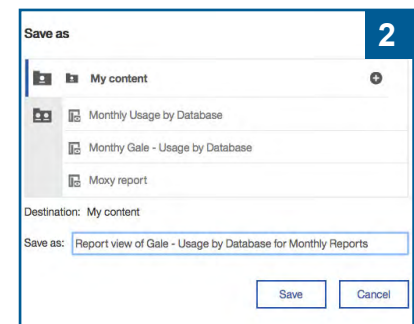 Save as
2
My content
Monthly Usage by Database
Monthy Gale - Usage by Database
Moxy report
Destination: My content
Save as: Report view of Gale - Usage by Database for Monthly Reports
Save Cancel